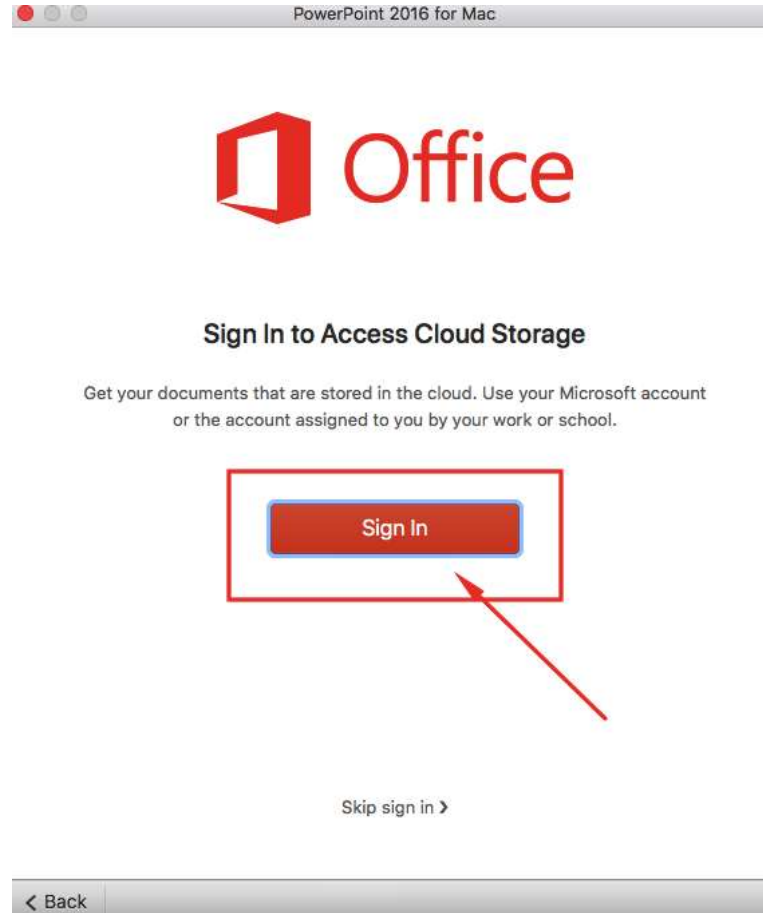 PowerPoint 2016 for Mac
Office
Sign In to Access Cloud Storage
Get your documents that are stored in the cloud. Use your Microsoft account
or the account assigned to you by your work or school.
Sign In
Skip sign in ›
‹ Back